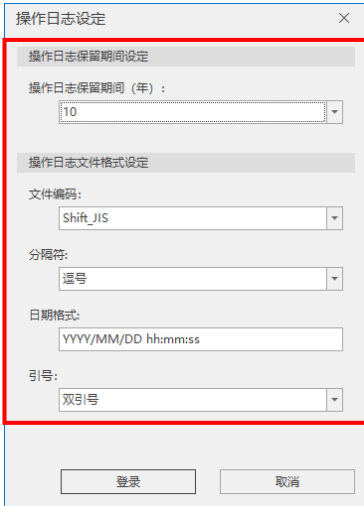 操作日志设定
操作日志保留期间设定
操作日志保留期间（年）:
10
操作日志文件格式设定
文件编码:
Shift_JIS
分隔符:
逗号
日期格式:
YYYY/MM/DD hh:mm:ss
引号:
双引号
登录 取消